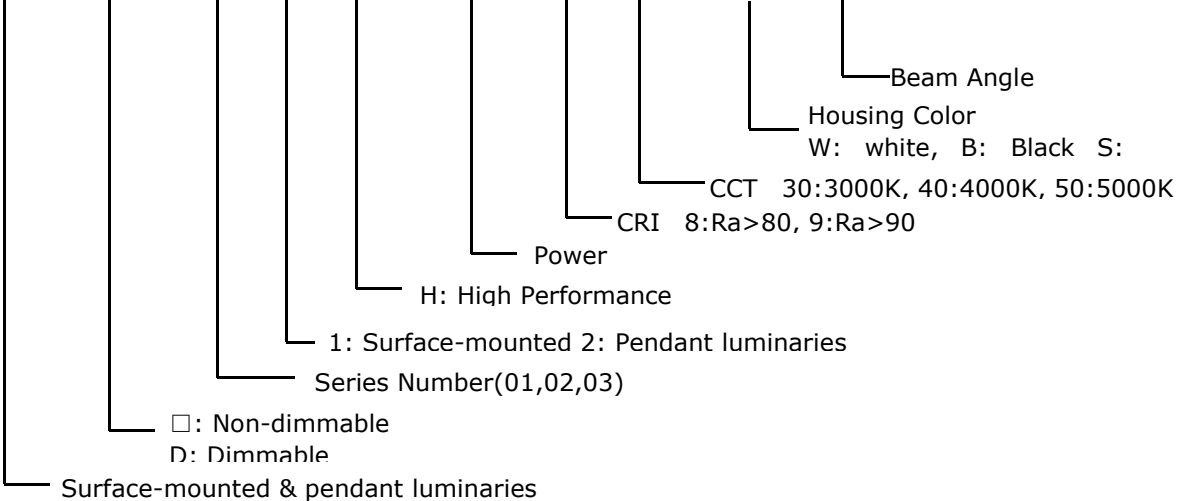 Beam Angle
Housing Color
W: white, B: Black S:
CCT 30:3000K, 40:4000K, 50:5000K
CRI 8:Ra>80, 9:Ra>90
Power
H: High Performance
1: Surface-mounted 2: Pendant luminaries
Series Number(01,02,03)
□: Non-dimmable
D: Dimmable
Surface-mounted & pendant luminaries